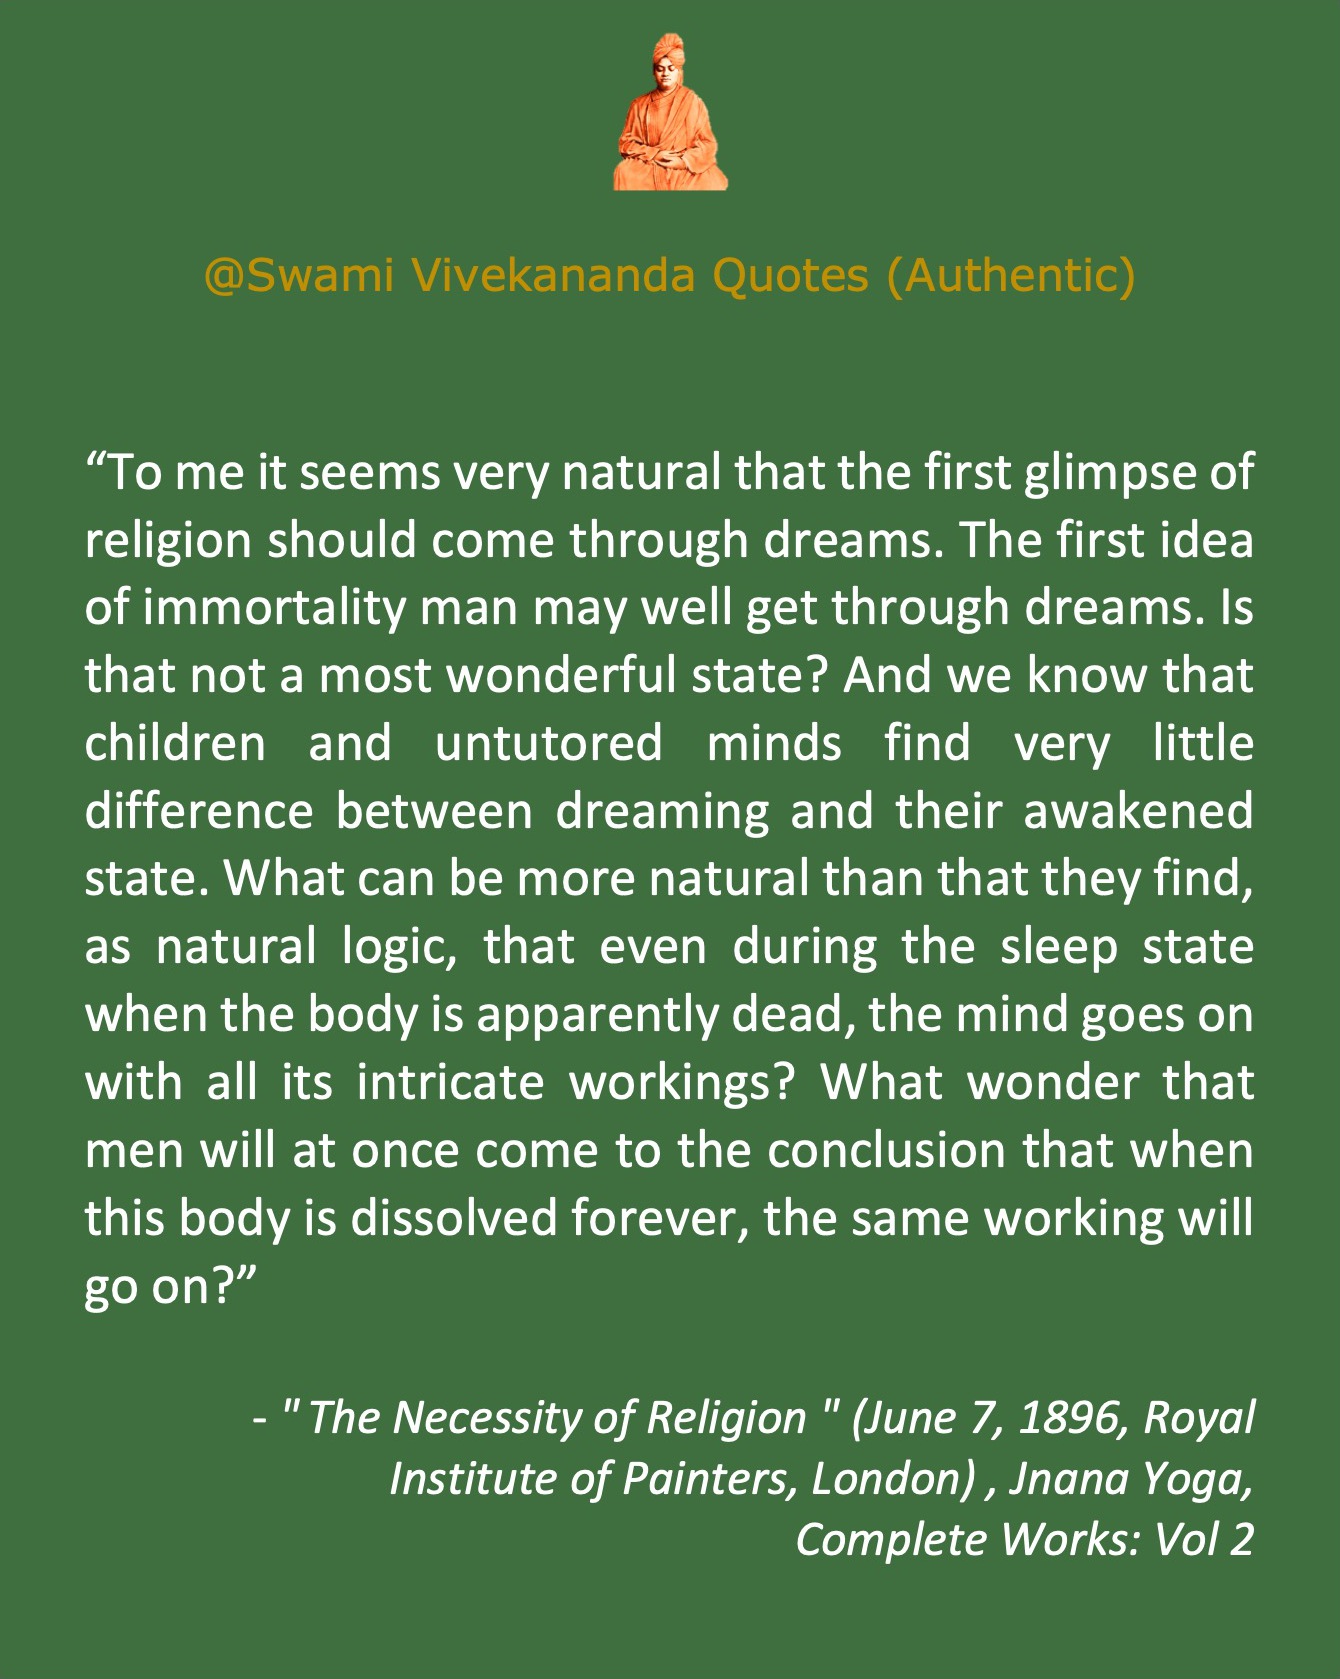 @Swami Vivekananda Quotes (Authentic)
“To me it seems very natural that the first glimpse of
religion should come through dreams. The first idea
of immortality man may well get through dreams. Is
that not a most wonderful state? And we know that
children and untutored minds find very little
difference between dreaming and their awakened
state. What can be more natural than that they find,
as natural logic, that even during the sleep state
when the body is apparently dead, the mind goes on
with all its intricate workings? What wonder that
men will at once come to the conclusion that when
this body is dissolved forever, the same working will
go on?”
- " The Necessity of Religion " (June 7, 1896, Royal
Institute of Painters, London) , Jnana Yoga,
Complete Works: Vol 2